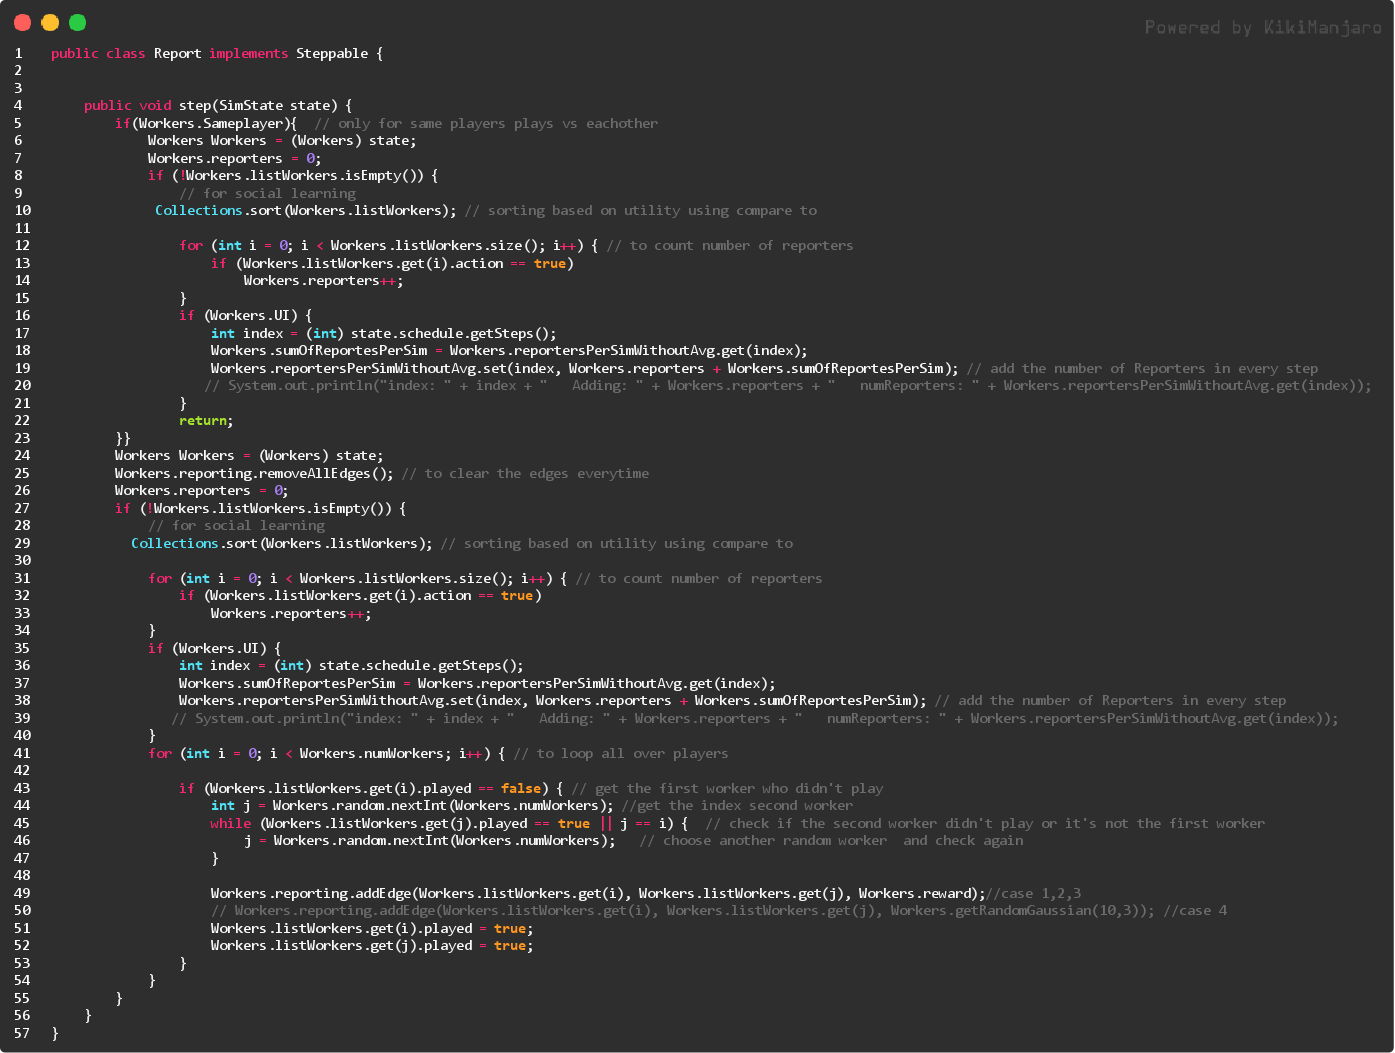 Powered by KikiManjaro
1 public class Report implements Steppable {
2
3
4     public void step(SimState state) {
5         if(Workers.Sameplayer){  // only for same players plays vs eachother
6             Workers Workers = (Workers) state;
7             Workers.reporters = 0;
8             if (!Workers.listWorkers.isEmpty()) {
9                 // for social learning
10              Collections.sort(Workers.listWorkers); // sorting based on utility using compare to
11
12                 for (int i = 0; i < Workers.listWorkers.size(); i++) { // to count number of reporters
13                     if (Workers.listWorkers.get(i).action == true)
14                         Workers.reporters++;
15                 }
16                 if (Workers.UI) {
17                     int index = (int) state.schedule.getSteps();
18                     Workers.sumOfReportesPerSim = Workers.reportersPerSimWithoutAvg.get(index);
19                     Workers.reportersPerSimWithoutAvg.set(index, Workers.reporters + Workers.sumOfReportesPerSim); // add the number of Reporters in every step
20                    // System.out.println("index: " + index + "   Adding: " + Workers.reporters + "   numReporters: " + Workers.reportersPerSimWithoutAvg.get(index));
21                 }
22                 return;
23         }}
24         Workers Workers = (Workers) state;
25         Workers.reporting.removeAllEdges(); // to clear the edges everytime
26         Workers.reporters = 0;
27         if (!Workers.listWorkers.isEmpty()) {
28             // for social learning
29           Collections.sort(Workers.listWorkers); // sorting based on utility using compare to
30
31             for (int i = 0; i < Workers.listWorkers.size(); i++) { // to count number of reporters
32                 if (Workers.listWorkers.get(i).action == true)
33                     Workers.reporters++;
34             }
35             if (Workers.UI) {
36                 int index = (int) state.schedule.getSteps();
37                 Workers.sumOfReportesPerSim = Workers.reportersPerSimWithoutAvg.get(index);
38                 Workers.reportersPerSimWithoutAvg.set(index, Workers.reporters + Workers.sumOfReportesPerSim); // add the number of Reporters in every step
39                // System.out.println("index: " + index + "   Adding: " + Workers.reporters + "   numReporters: " + Workers.reportersPerSimWithoutAvg.get(index));
40             }
41             for (int i = 0; i < Workers.numWorkers; i++) { // to loop all over players
42
43                 if (Workers.listWorkers.get(i).played == false) { // get the first worker who didn't play
44                     int j = Workers.random.nextInt(Workers.numWorkers); //get the index second worker
45                     while (Workers.listWorkers.get(j).played == true || j == i) {  // check if the second worker didn't play or it's not the first worker
46                         j = Workers.random.nextInt(Workers.numWorkers);   // choose another random worker  and check again
47                     }
48
49                     Workers.reporting.addEdge(Workers.listWorkers.get(i), Workers.listWorkers.get(j), Workers.reward);//case 1,2,3
50                     // Workers.reporting.addEdge(Workers.listWorkers.get(i), Workers.listWorkers.get(j), Workers.getRandomGaussian(10,3)); //case 4
51                     Workers.listWorkers.get(i).played = true;
52                     Workers.listWorkers.get(j).played = true;
53                 }
54             }
55         }
56     }
57 }